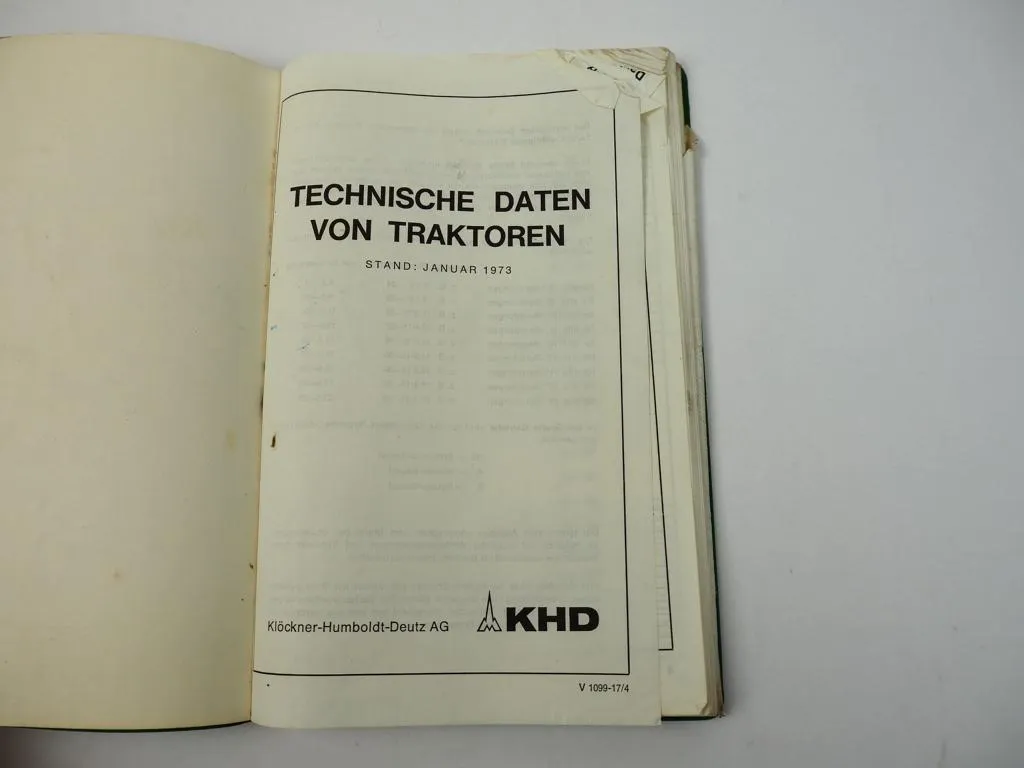 TECHNISCHE DATEN
VON TRAKTOREN
STAND: JANUAR 1973
Klöckner-Humboldt-Deutz AG
KHD
V 1099-17/4